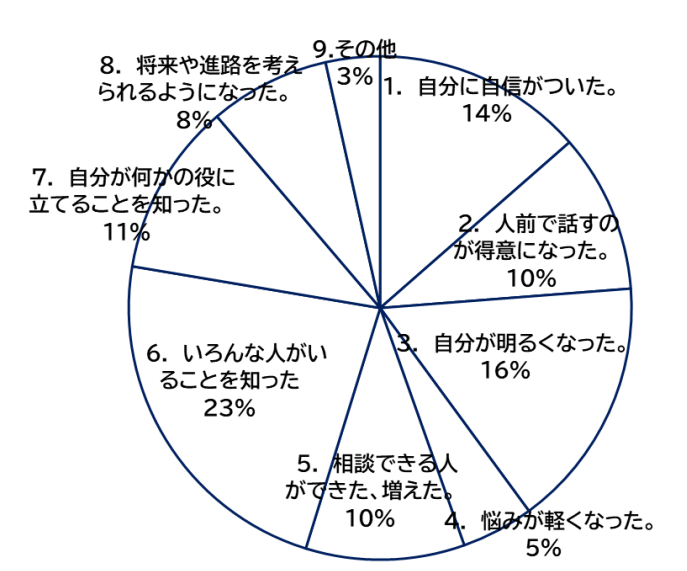 1. 自分に自信がついた。
14%
2. 人前で話すの
が得意になった。
10%
3. 自分が明るくなった。
16%
4. 悩みが軽くなった。
5%
5. 相談できる人
ができた、増えた。
10%
6. いろんな人がい
ることを知った
23%
7. 自分が何かの役に
立てることを知った。
11%
8. 将来や進路を考え
られるようになった。
8%
9.その他
3%